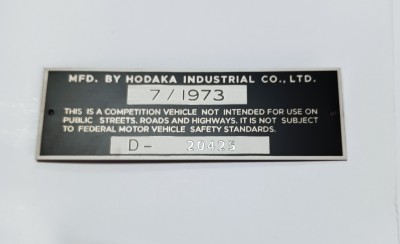 MFD. BY HODAKA INDUSTRIAL CO., LTD.
7/1973
THIS IS A COMPETITION VEHICLE NOT INTENDED FOR USE ON
PUBLIC STREETS, ROADS AND HIGHWAYS. IT IS NOT SUBJECT
TO FEDERAL MOTOR VEHICLE SAFETY STANDARDS.
D- 20423